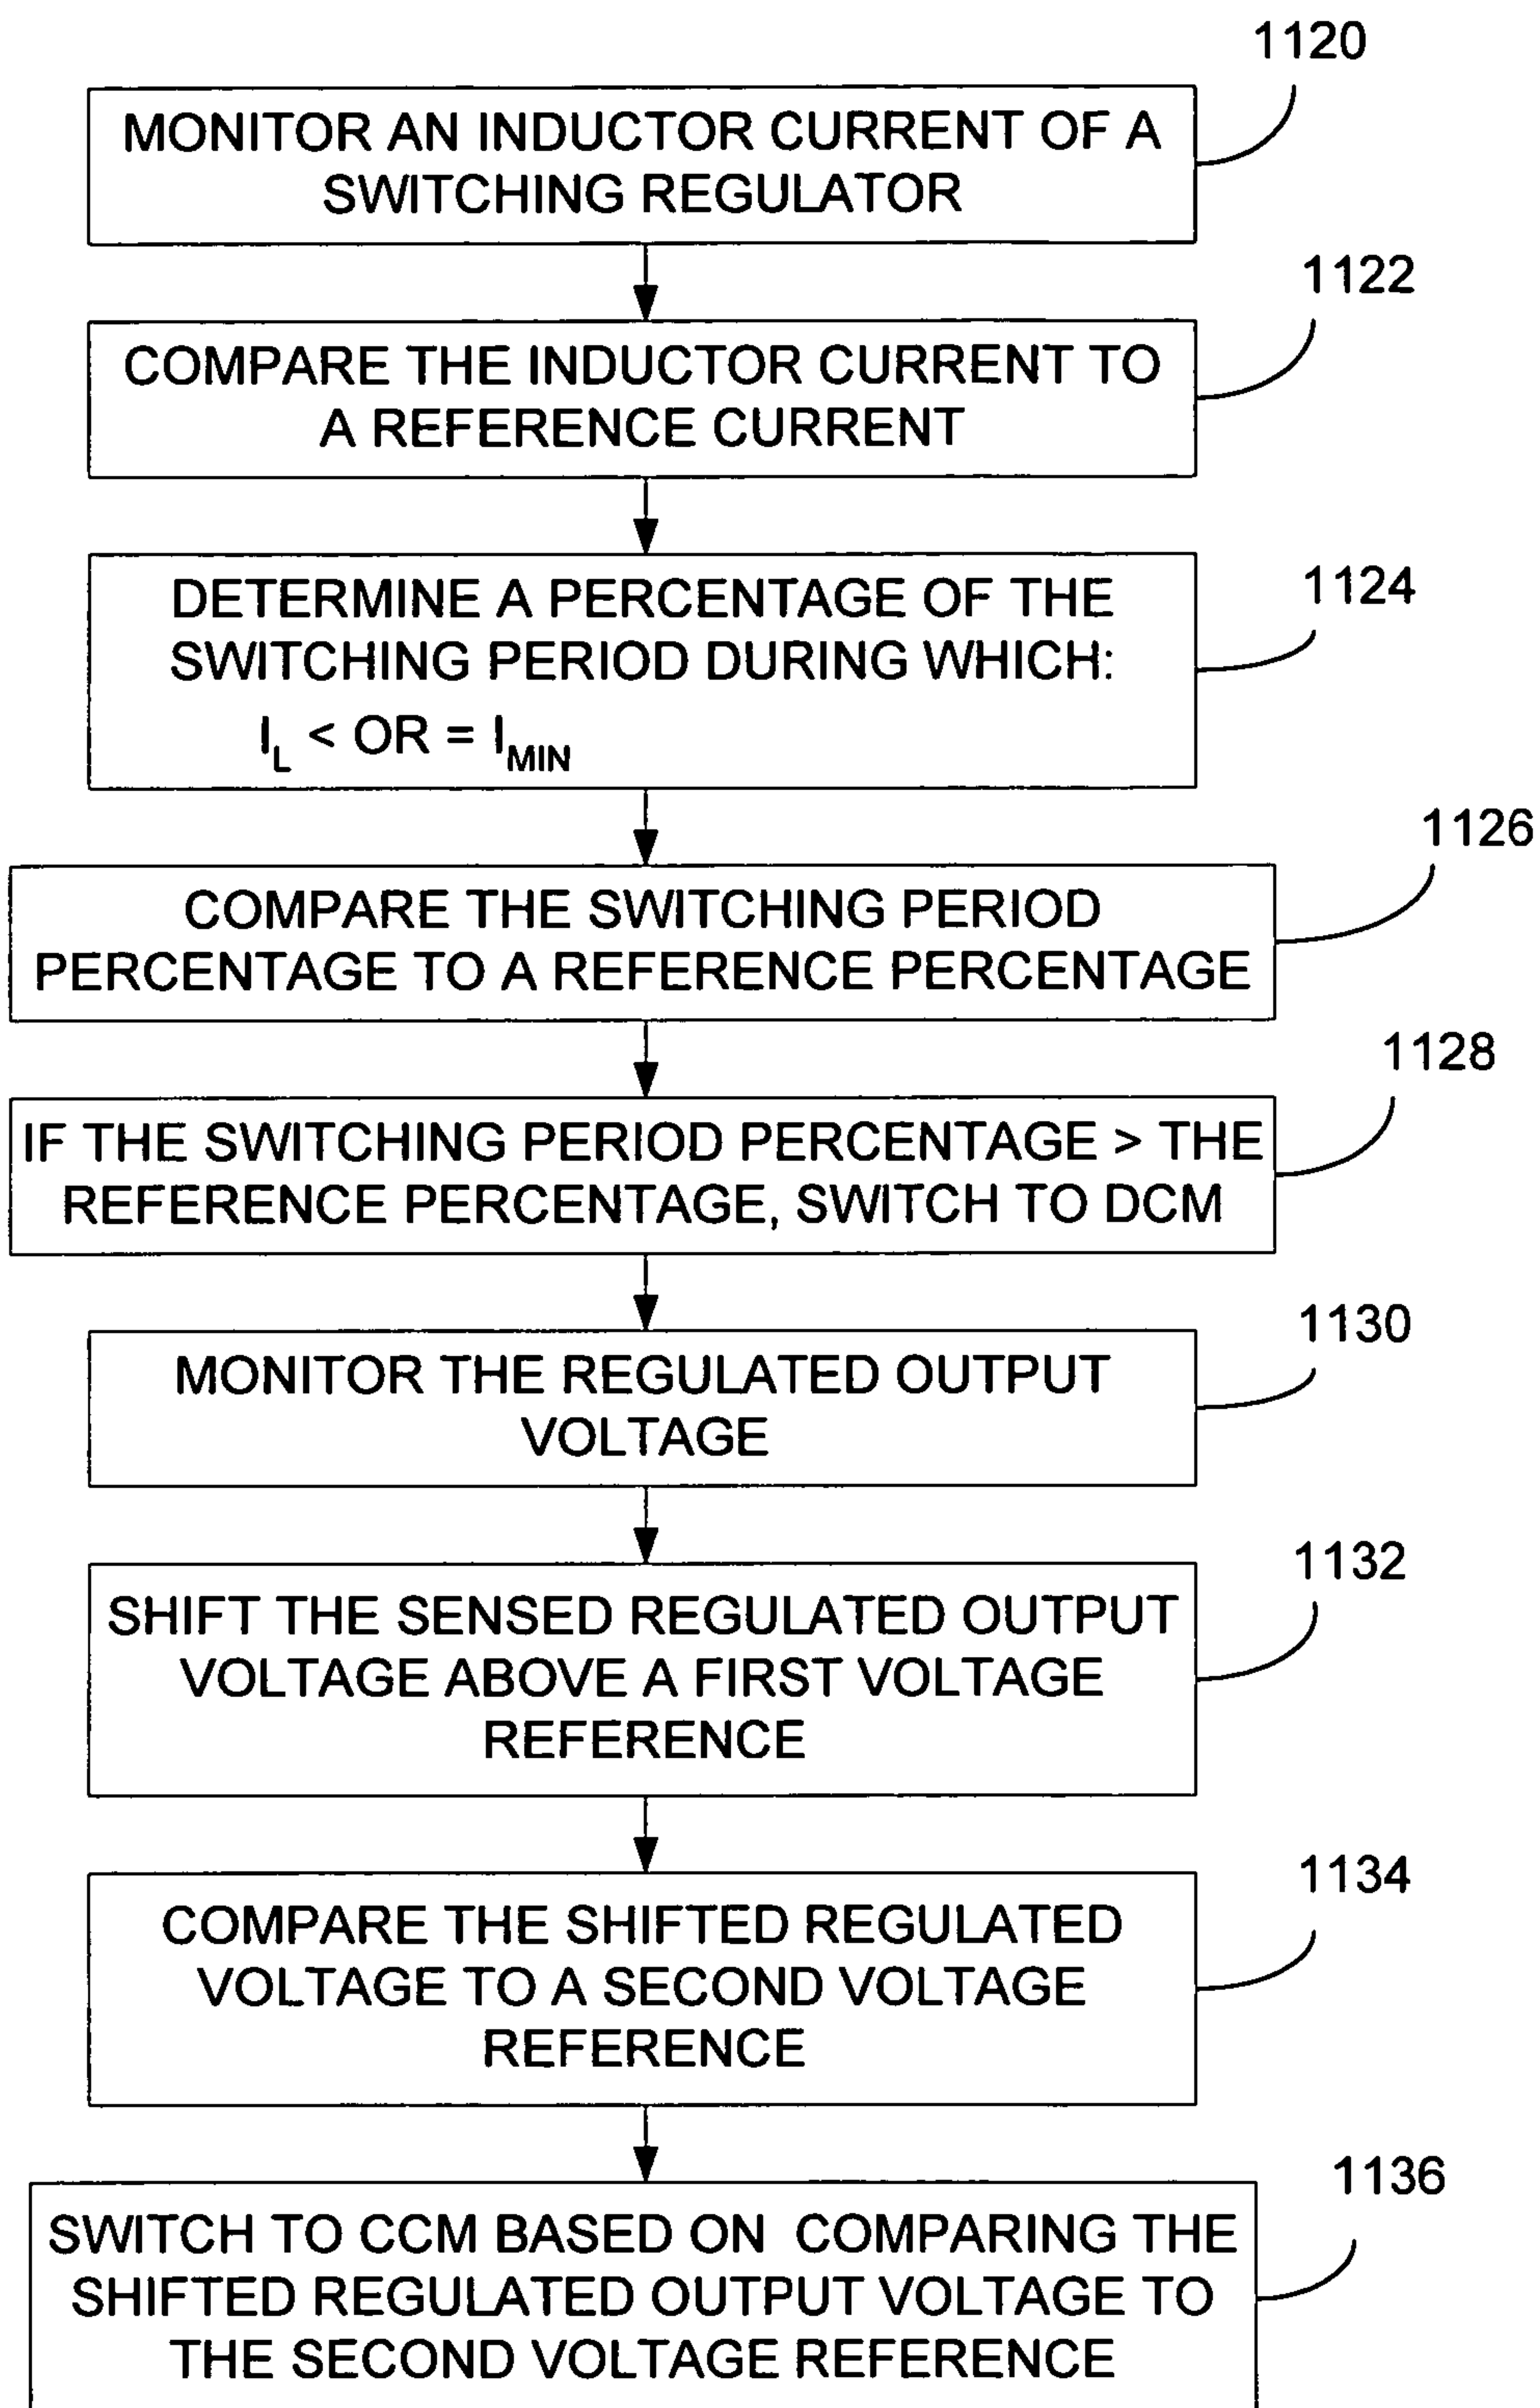 1120
MONITOR AN INDUCTOR CURRENT OF A
SWITCHING REGULATOR
1122
COMPARE THE INDUCTOR CURRENT TO
A REFERENCE CURRENT
1124
DETERMINE A PERCENTAGE OF THE
SWITCHING PERIOD DURING WHICH:
I_L < OR = I_MIN
1126
COMPARE THE SWITCHING PERIOD
PERCENTAGE TO A REFERENCE PERCENTAGE
1128
IF THE SWITCHING PERIOD PERCENTAGE > THE
REFERENCE PERCENTAGE, SWITCH TO DCM
1130
MONITOR THE REGULATED OUTPUT
VOLTAGE
1132
SHIFT THE SENSED REGULATED OUTPUT
VOLTAGE ABOVE A FIRST VOLTAGE
REFERENCE
1134
COMPARE THE SHIFTED REGULATED
VOLTAGE TO A SECOND VOLTAGE
REFERENCE
1136
SWITCH TO CCM BASED ON COMPARING THE
SHIFTED REGULATED OUTPUT VOLTAGE TO
THE SECOND VOLTAGE REFERENCE